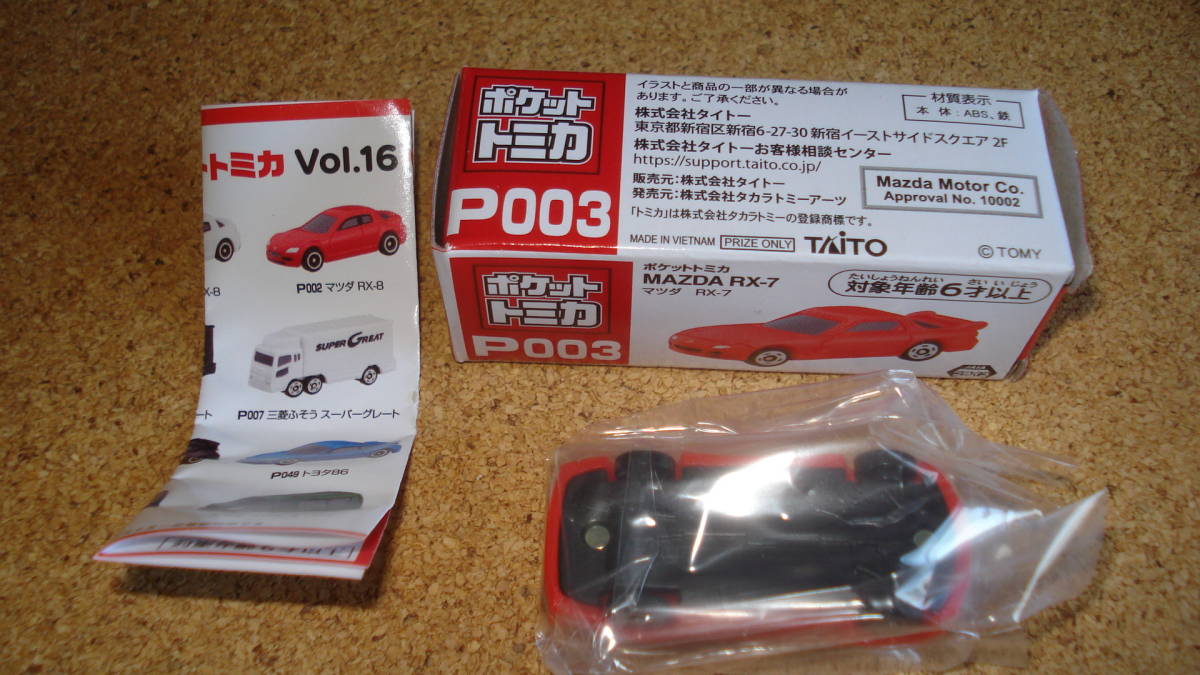 トトミカ Vol.16
X-8
P002 マツダ RX-8
SUPER GREAT
ート
P007 三菱ふそう スーパーグレート
P049 トヨタ86
ポケット
トミカ
P003
イラストと商品の一部が異なる場合が
あります。ご了承ください。
株式会社タイトー
東京都新宿区新宿6-27-30 新宿イーストサイドスクエア 2F
株式会社タイトーお客様相談センター
https://support.taito.co.jp/
販売元：株式会社タイトー
発売元：株式会社タカラトミーアーツ
「トミカ」は株式会社タカラトミーの登録商標です。
MADE IN VIETNAM PRIZE ONLY TAITO
材質表示
本 体：ABS、鉄
Mazda Motor Co.
Approval No. 10002
©TOMY
ポケット
トミカ
P003
ポケットトミカ
MAZDA RX-7
マツダ RX-7
たいしょうねんれい さい い じょう
対象年齢6才以上